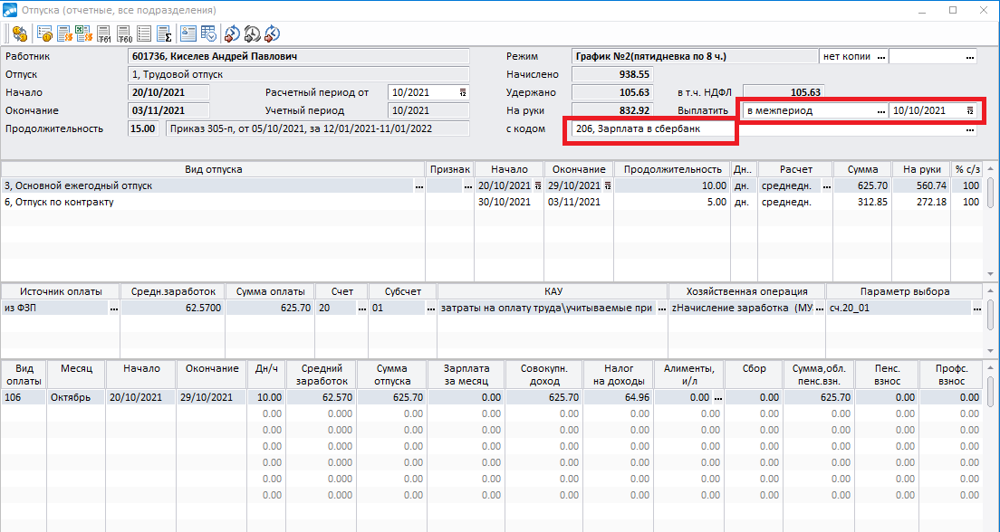 Отпуска (отчетные, все подразделения)
Работник 601736, Киселев Андрей Павлович Режим График №2(пятидневка по 8 ч.) нет копии ... ...
Отпуск 1, Трудовой отпуск Начислено 938.55
Начало 20/10/2021 Расчетный период от 10/2021 Удержано 105.63 в т.ч. НДФЛ 105.63
Окончание 03/11/2021 Учетный период 10/2021 На руки 832.92 Выплатить в межпериод ... 10/10/2021
Продолжительность 15.00 Приказ 305-п, от 05/10/2021, за 12/01/2021-11/01/2022 с кодом 206, Зарплата в сбербанк ...
Вид отпуска Признак Начало Окончание Продолжительность Дн.. Расчет Сумма На руки % с/з
3, Основной ежегодный отпуск ... ... 20/10/2021 29/10/2021 10.00 дн. среднедн. ... 625.70 560.74 100
6, Отпуск по контракту 30/10/2021 03/11/2021 5.00 дн. среднедн. 312.85 272.18 100
Источник оплаты Средн.заработок Сумма оплаты Счет Субсчет КАУ Хозяйственная операция Параметр выбора
из ФЗП ... 62.5700 625.70 20 ... 01 ... затраты на оплату труда\учитываемые при ... zНачисление заработка (МУ ... сч.20_01 ...
Вид Месяц Начало Окончание Дн/ч Средний Сумма Зарплата Совокупн. Налог Алименты, Сбор Сумма,обл. Пенс. Профс.
оплаты заработок отпуска за месяц доход на доходы и/л пенс.взн. взнос взнос
106 Октябрь 20/10/2021 29/10/2021 10.00 62.570 625.70 0.00 625.70 64.96 0.00 ... 0.00 625.70 0.00 0.00
0.00 0.000 0.00 0.00 0.00 0.00 0.00 0.00 0.00 0.00 0.00
0.00 0.000 0.00 0.00 0.00 0.00 0.00 0.00 0.00 0.00 0.00
0.00 0.000 0.00 0.00 0.00 0.00 0.00 0.00 0.00 0.00 0.00
0.00 0.000 0.00 0.00 0.00 0.00 0.00 0.00 0.00 0.00 0.00
0.00 0.000 0.00 0.00 0.00 0.00 0.00 0.00 0.00 0.00 0.00
0.00 0.000 0.00 0.00 0.00 0.00 0.00 0.00 0.00 0.00 0.00